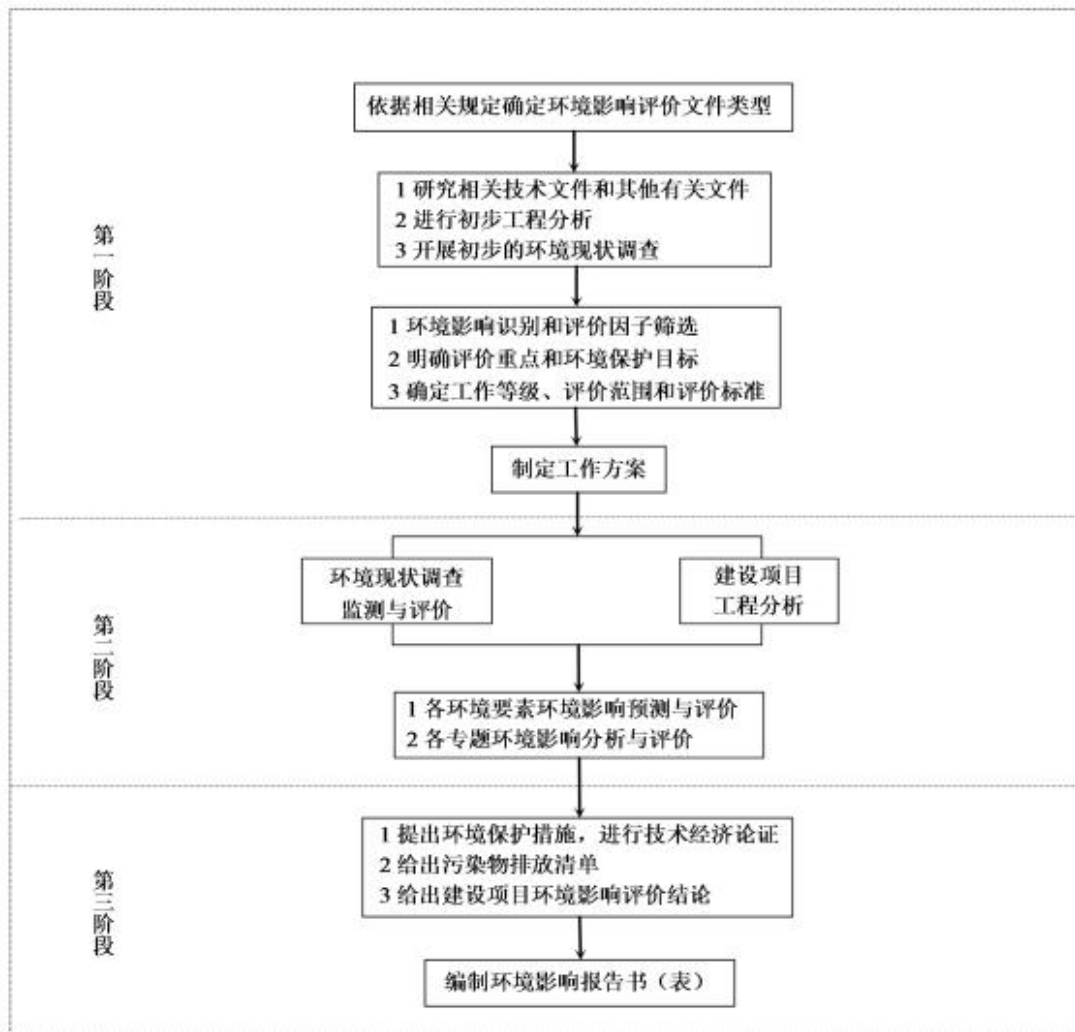 依据相关规定确定环境影响评价文件类型
1 研究相关技术文件和其他有关文件
2 进行初步工程分析
3 开展初步的环境现状调查
第一阶段
1 环境影响识别和评价因子筛选
2 明确评价重点和环境保护目标
3 确定工作等级、评价范围和评价标准
制定工作方案
环境现状调查
监测与评价
建设项目
工程分析
第二阶段
1 各环境要素环境影响预测与评价
2 各专题环境影响分析与评价
1 提出环境保护措施，进行技术经济论证
2 给出污染物排放清单
3 给出建设项目环境影响评价结论
第三阶段
编制环境影响报告书（表）